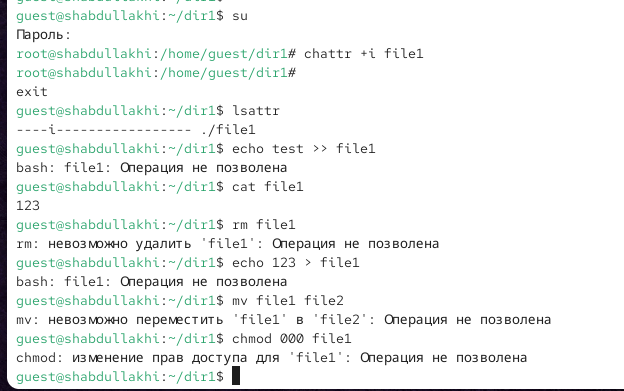 guest@shabdullakhi:~/dir1$ su
Пароль:
root@shabdullakhi:/home/guest/dir1# chattr +i file1
root@shabdullakhi:/home/guest/dir1#
exit
guest@shabdullakhi:~/dir1$ lsattr
----i----------------- ./file1
guest@shabdullakhi:~/dir1$ echo test >> file1
bash: file1: Операция не позволена
guest@shabdullakhi:~/dir1$ cat file1
123
guest@shabdullakhi:~/dir1$ rm file1
rm: невозможно удалить 'file1': Операция не позволена
guest@shabdullakhi:~/dir1$ echo 123 > file1
bash: file1: Операция не позволена
guest@shabdullakhi:~/dir1$ mv file1 file2
mv: невозможно переместить 'file1' в 'file2': Операция не позволена
guest@shabdullakhi:~/dir1$ chmod 000 file1
chmod: изменение прав доступа для 'file1': Операция не позволена
guest@shabdullakhi:~/dir1$